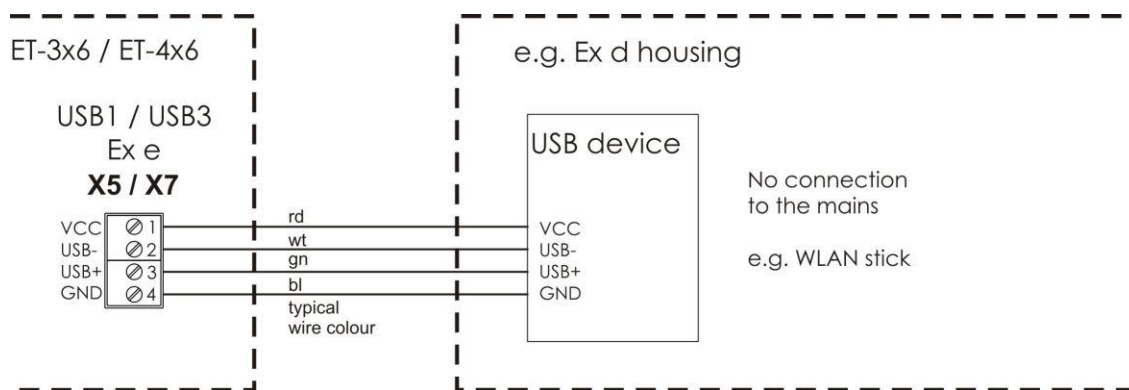 ET-3x6 / ET-4x6
USB1 / USB3
Ex e
X5 / X7
VCC 1
USB- 2
USB+ 3
GND 4
rd
wt
gn
bl
typical
wire colour
e.g. Ex d housing
USB device
VCC
USB-
USB+
GND
No connection
to the mains
e.g. WLAN stick